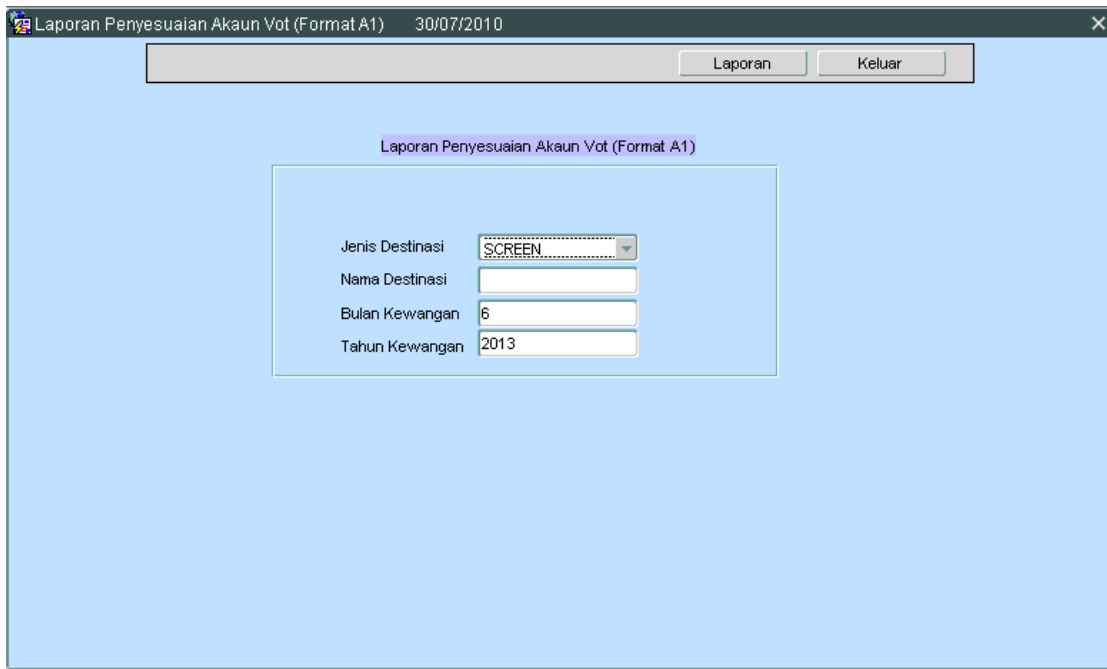 Laporan Penyesuaian Akaun Vot (Format A1) 30/07/2010
Laporan Keluar
Laporan Penyesuaian Akaun Vot (Format A1)
Jenis Destinasi SCREEN
Nama Destinasi
Bulan Kewangan 6
Tahun Kewangan 2013